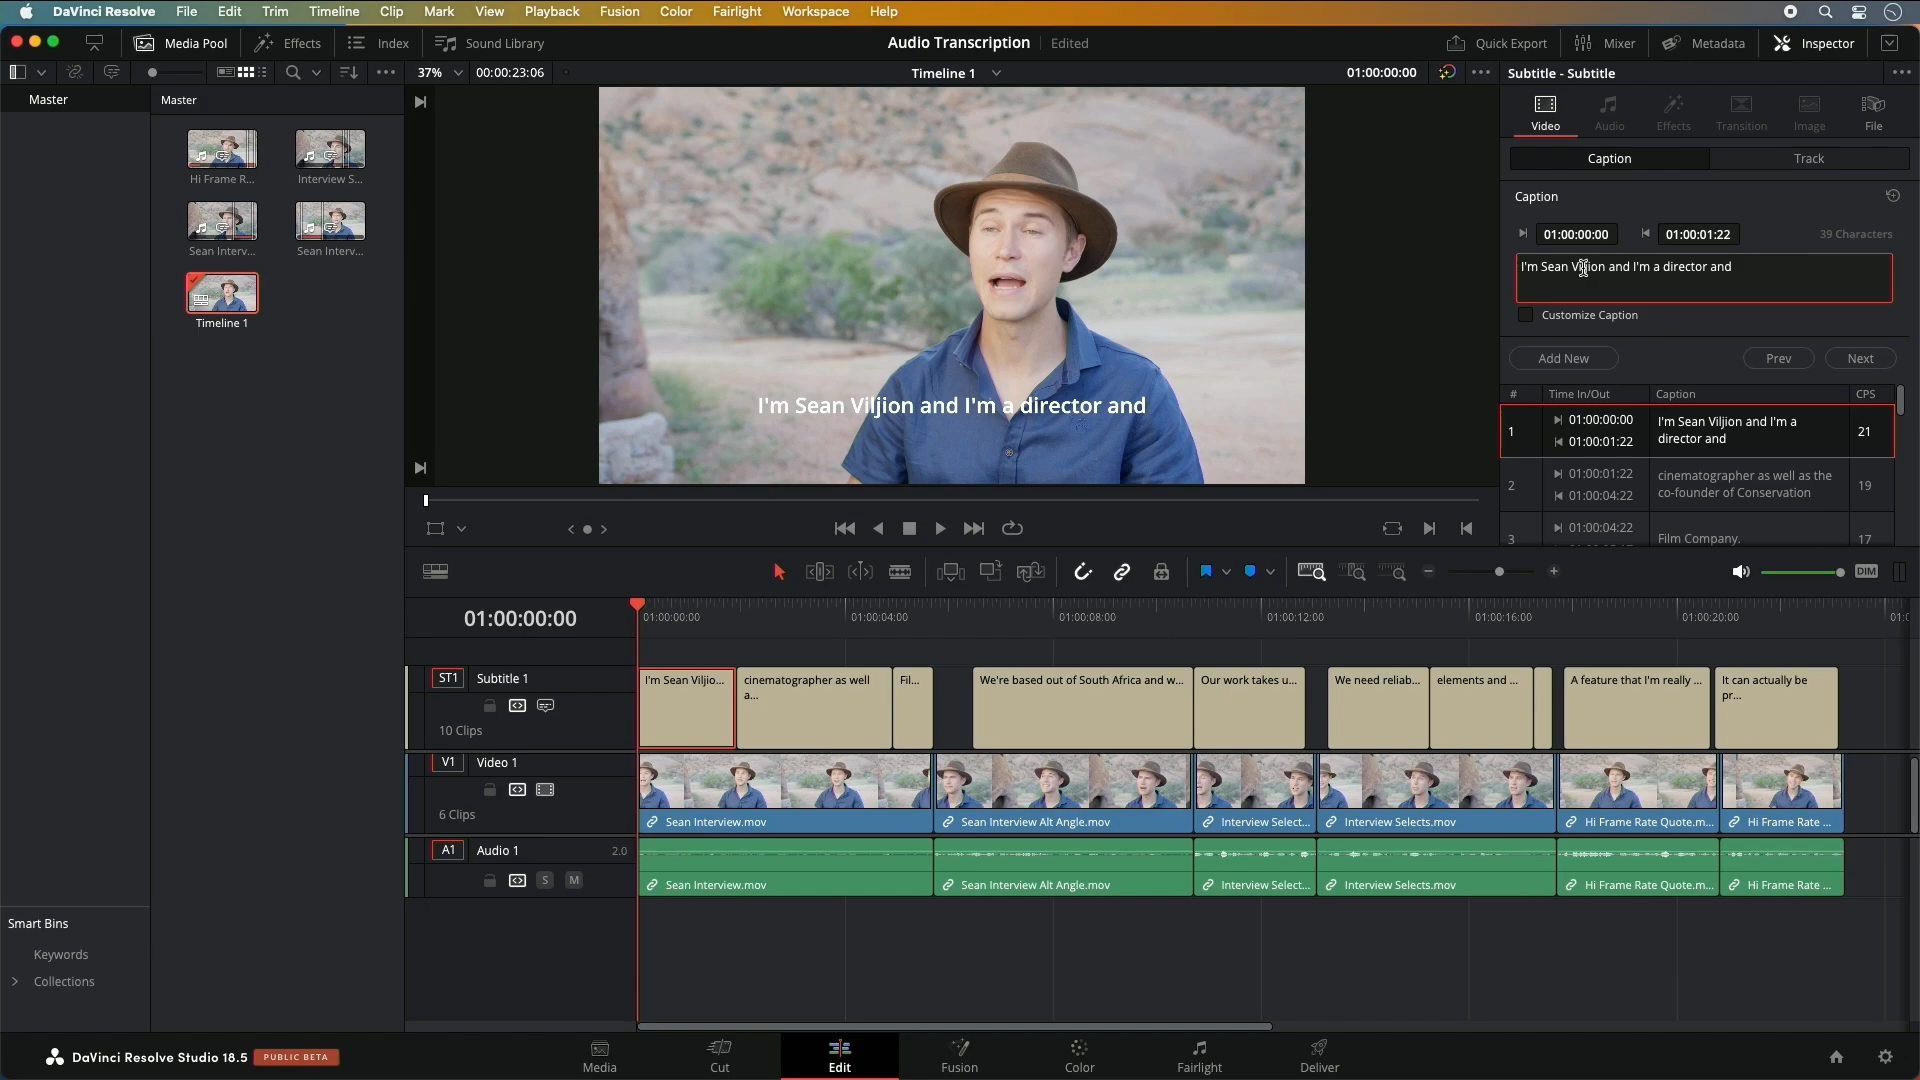 DaVinci Resolve File Edit Trim Timeline Clip Mark View Playback Fusion Color Fairlight Workspace Help
Media Pool Effects Index Sound Library Audio Transcription Edited Quick Export Mixer Metadata Inspector
37% 00:00:23:06 Timeline 1 01:00:00:00 Subtitle - Subtitle
Master Master
Video Audio Effects Transition Image File
Caption Track
Hi Frame R... Interview S...
Caption
01:00:00:00 01:00:01:22 39 Characters
Sean Interv... Sean Interv...
I'm Sean Viljion and I'm a director and
Customize Caption
Timeline 1
Add New Prev Next
# Time In/Out Caption CPS
I'm Sean Viljion and I'm a director and
1 01:00:00:00 I'm Sean Viljion and I'm a 21
01:00:01:22 director and
2 01:00:01:22 cinematographer as well as the 19
01:00:04:22 co-founder of Conservation
3 01:00:04:22 Film Company. 17
DIM
01:00:00:00 01:00:00:00 01:00:04:00 01:00:08:00 01:00:12:00 01:00:16:00 01:00:20:00
ST1 Subtitle 1 I'm Sean Viljio... cinematographer as well Fil... We're based out of South Africa and w... Our work takes u... We need reliab... elements and ... A feature that I'm really ... It can actually be
a... pr...
10 Clips
V1 Video 1
6 Clips
Sean Interview.mov Sean Interview Alt Angle.mov Interview Select... Interview Selects.mov Hi Frame Rate Quote.m... Hi Frame Rate ...
A1 Audio 1 2.0
S M
Sean Interview.mov Sean Interview Alt Angle.mov Interview Select... Interview Selects.mov Hi Frame Rate Quote.m... Hi Frame Rate ...
Smart Bins
Keywords
Collections
DaVinci Resolve Studio 18.5 PUBLIC BETA
Media Cut Edit Fusion Color Fairlight Deliver